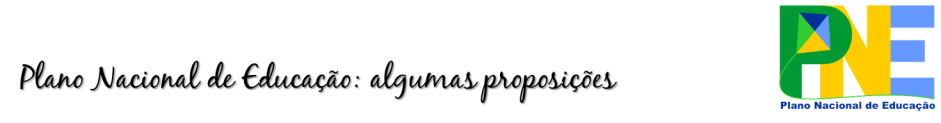 Plano Nacional de Educação: algumas proposições
PNE
Plano Nacional de Educação